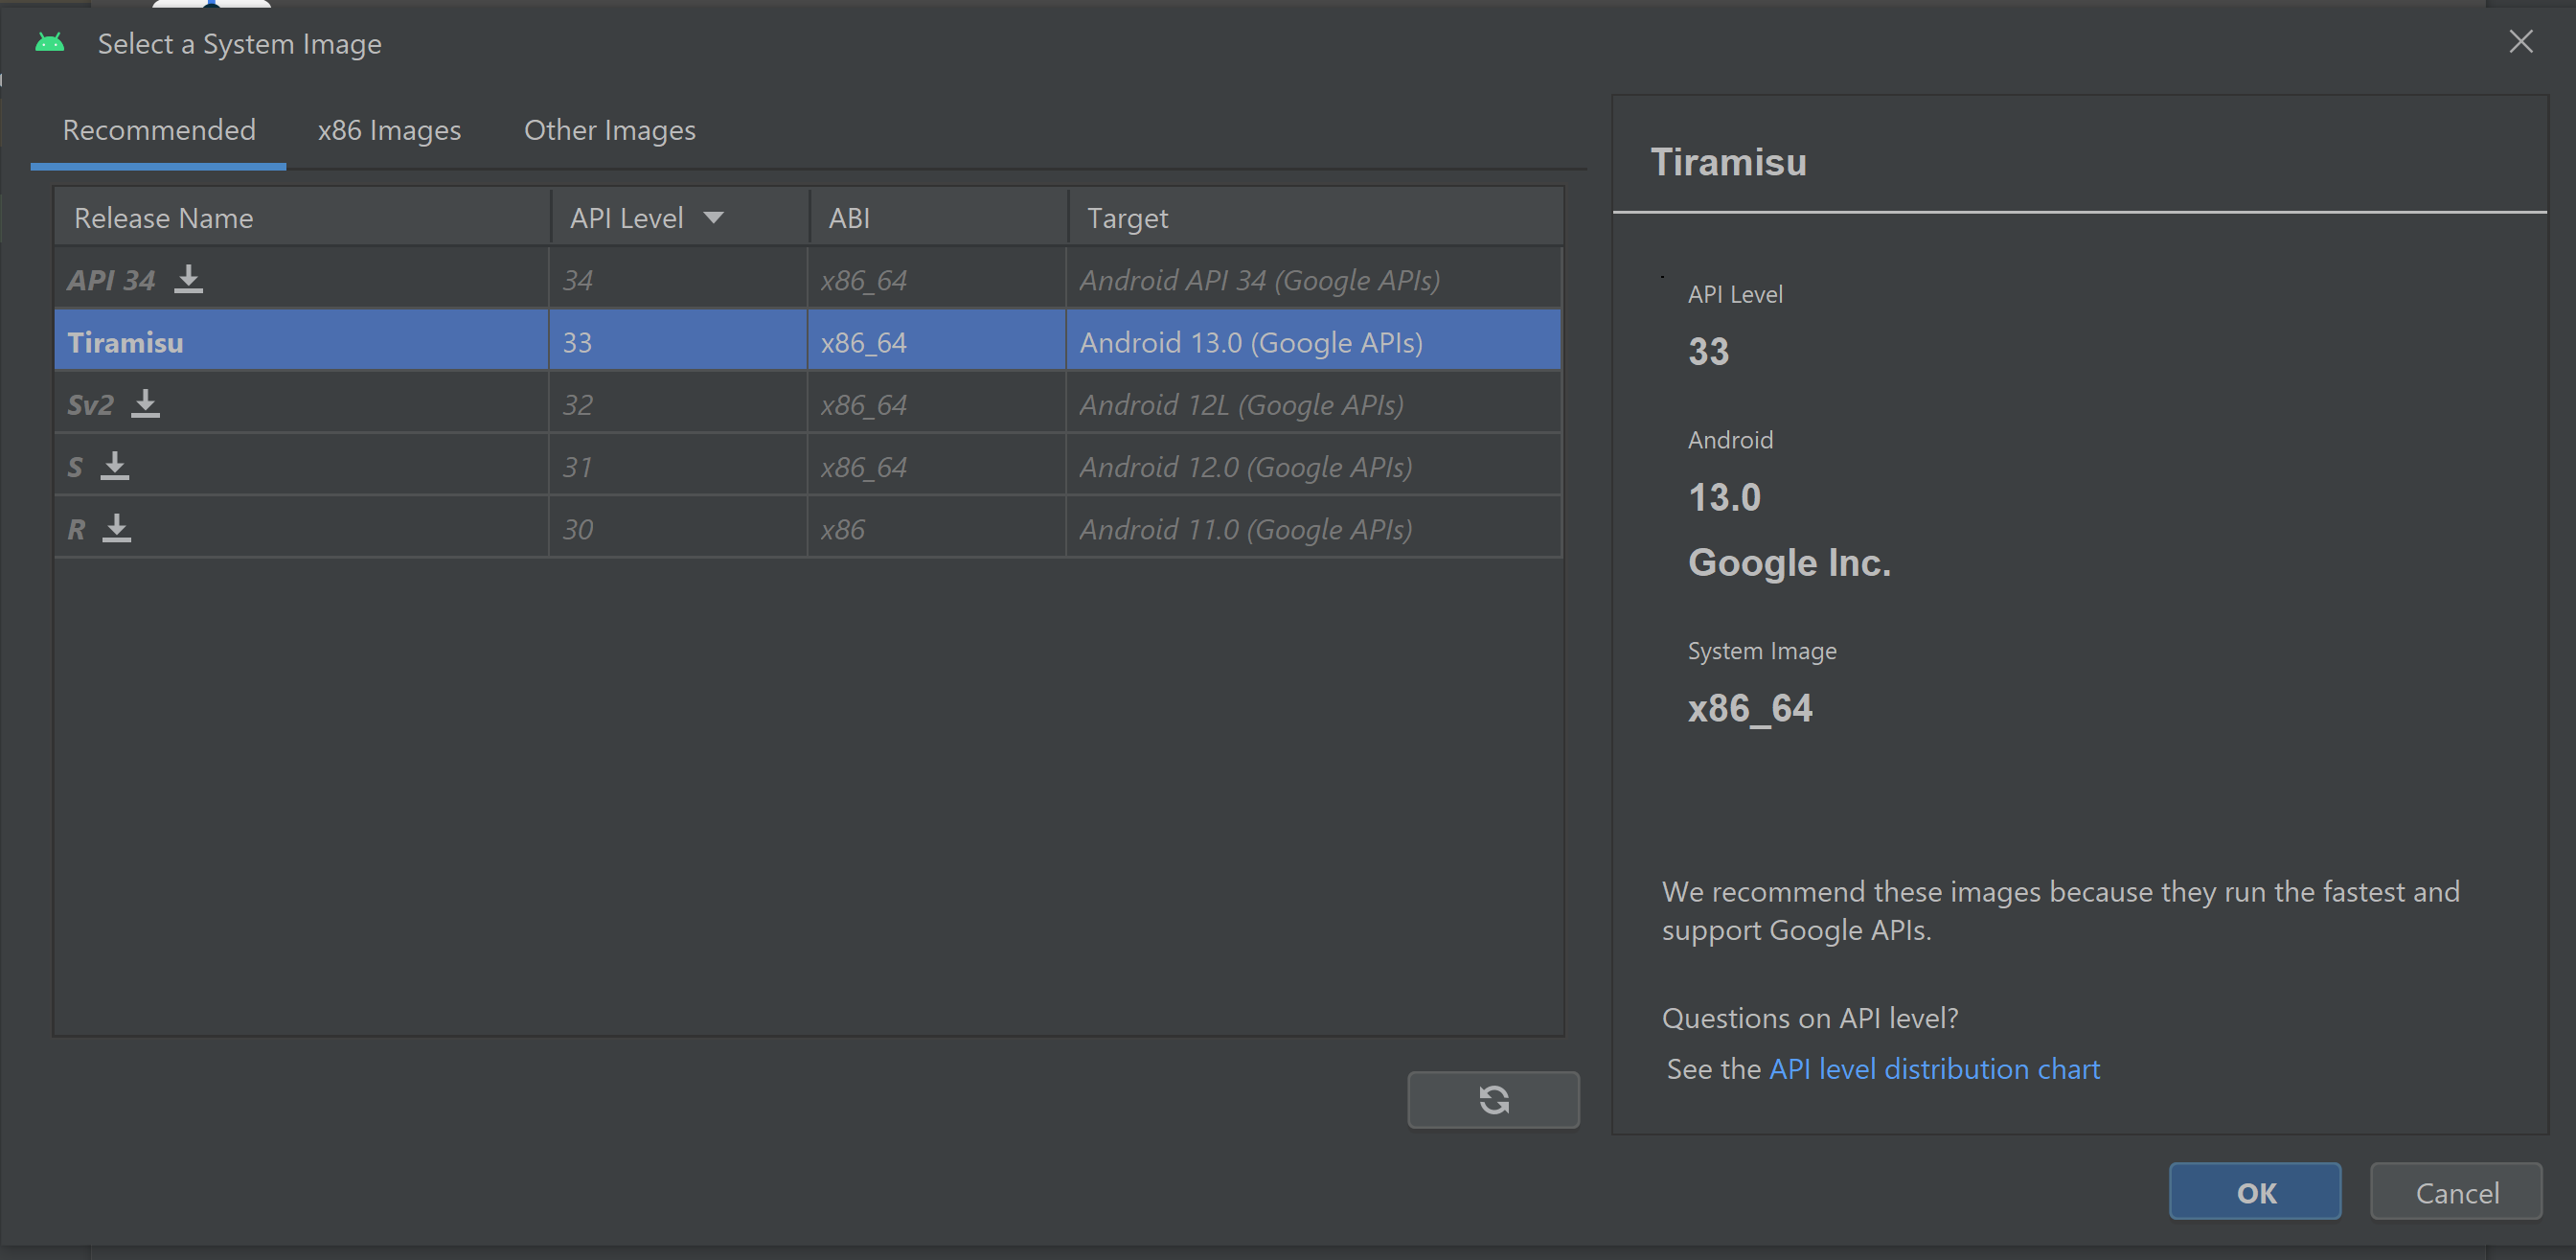 Select a System Image
Recommended x86 Images Other Images
Release Name API Level ABI Target
API 34 34 x86_64 Android API 34 (Google APIs)
Tiramisu 33 x86_64 Android 13.0 (Google APIs)
Sv2 32 x86_64 Android 12L (Google APIs)
S 31 x86_64 Android 12.0 (Google APIs)
R 30 x86 Android 11.0 (Google APIs)
Tiramisu
API Level
33
Android
13.0
Google Inc.
System Image
x86_64
We recommend these images because they run the fastest and
support Google APIs.
Questions on API level?
See the API level distribution chart
OK Cancel